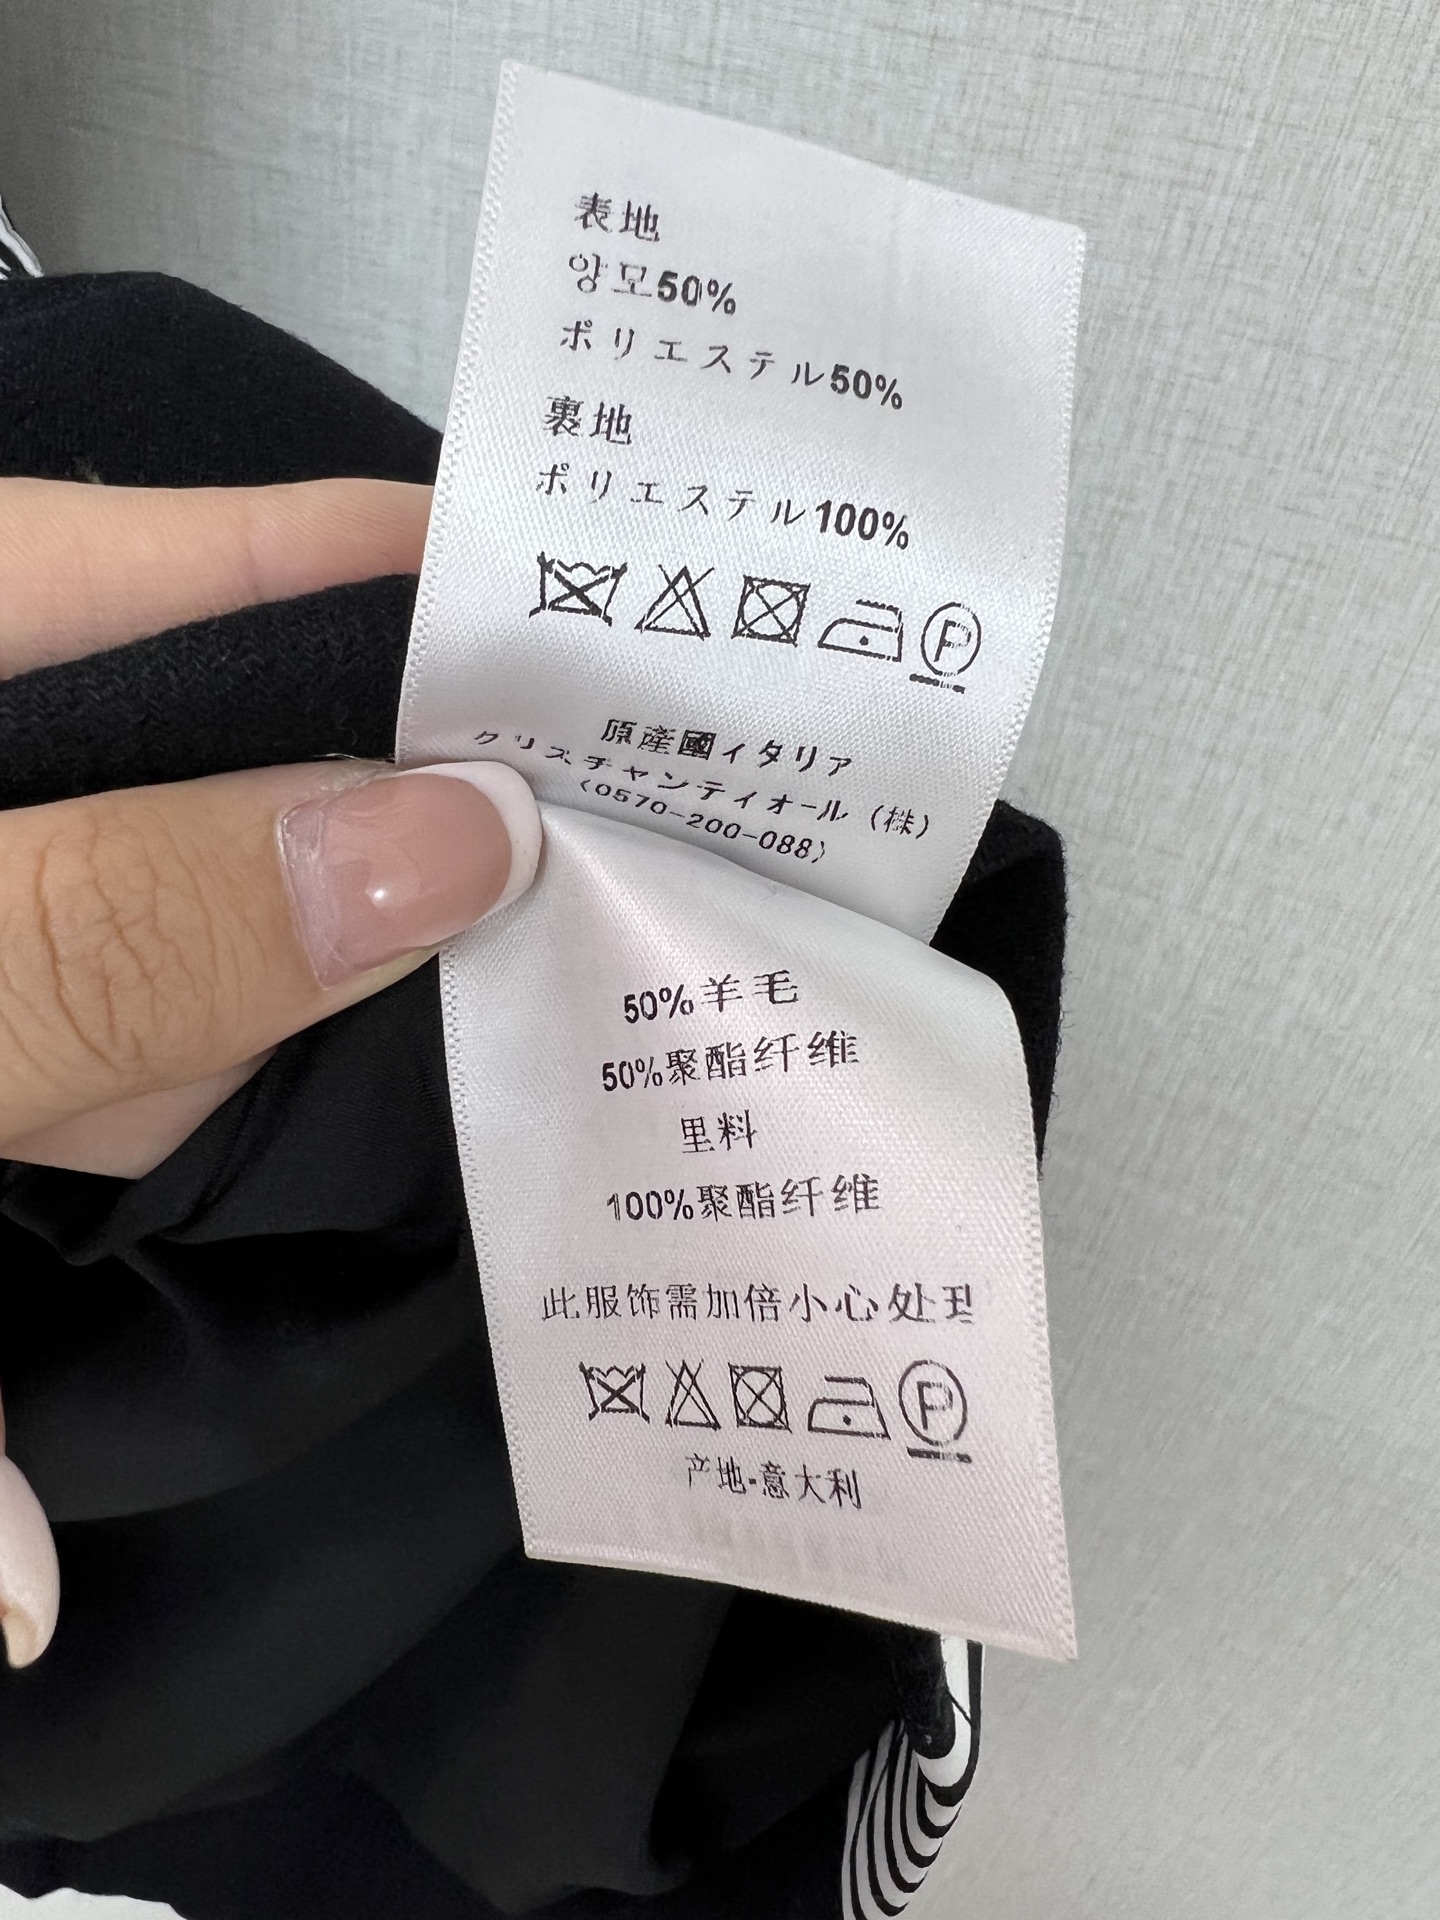 表地
양모50%
ポリエステル50%
裏地
ポリエステル100%
原産國イタリア
クリスチャンティオール（株）
(0570-200-088)
50%羊毛
50%聚酯纤维
里料
100%聚酯纤维
此服饰需加倍小心处理
产地-意大利